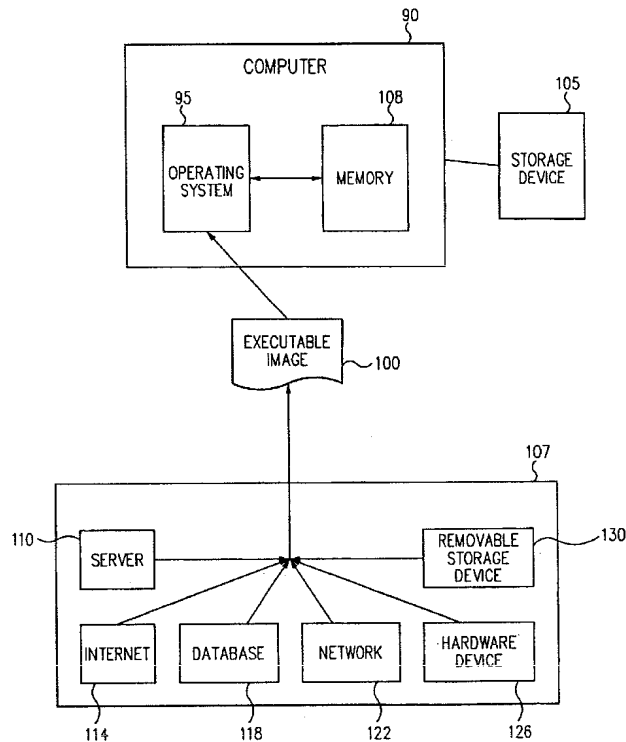 90
COMPUTER
95
108
105
OPERATING
SYSTEM
MEMORY
STORAGE
DEVICE
EXECUTABLE
IMAGE
100
107
110
SERVER
REMOVABLE
STORAGE
DEVICE
130
INTERNET
DATABASE
NETWORK
HARDWARE
DEVICE
114
118
122
126